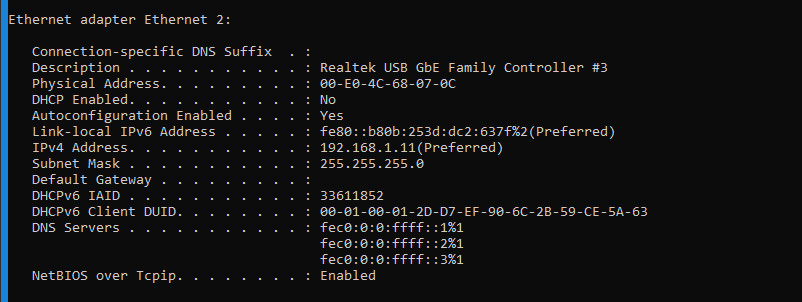 Ethernet adapter Ethernet 2:
Connection-specific DNS Suffix  . :
Description . . . . . . . . . . . : Realtek USB GbE Family Controller #3
Physical Address. . . . . . . . . : 00-E0-4C-68-07-0C
DHCP Enabled. . . . . . . . . . . : No
Autoconfiguration Enabled . . . . : Yes
Link-local IPv6 Address . . . . . : fe80::b80b:253d:dc2:637f%2(Preferred)
IPv4 Address. . . . . . . . . . . : 192.168.1.11(Preferred)
Subnet Mask . . . . . . . . . . . : 255.255.255.0
Default Gateway . . . . . . . . . :
DHCPv6 IAID . . . . . . . . . . . : 33611852
DHCPv6 Client DUID. . . . . . . . : 00-01-00-01-2D-D7-EF-90-6C-2B-59-CE-5A-63
DNS Servers . . . . . . . . . . . : fec0:0:0:ffff::1%1
fec0:0:0:ffff::2%1
fec0:0:0:ffff::3%1
NetBIOS over Tcpip. . . . . . . . : Enabled